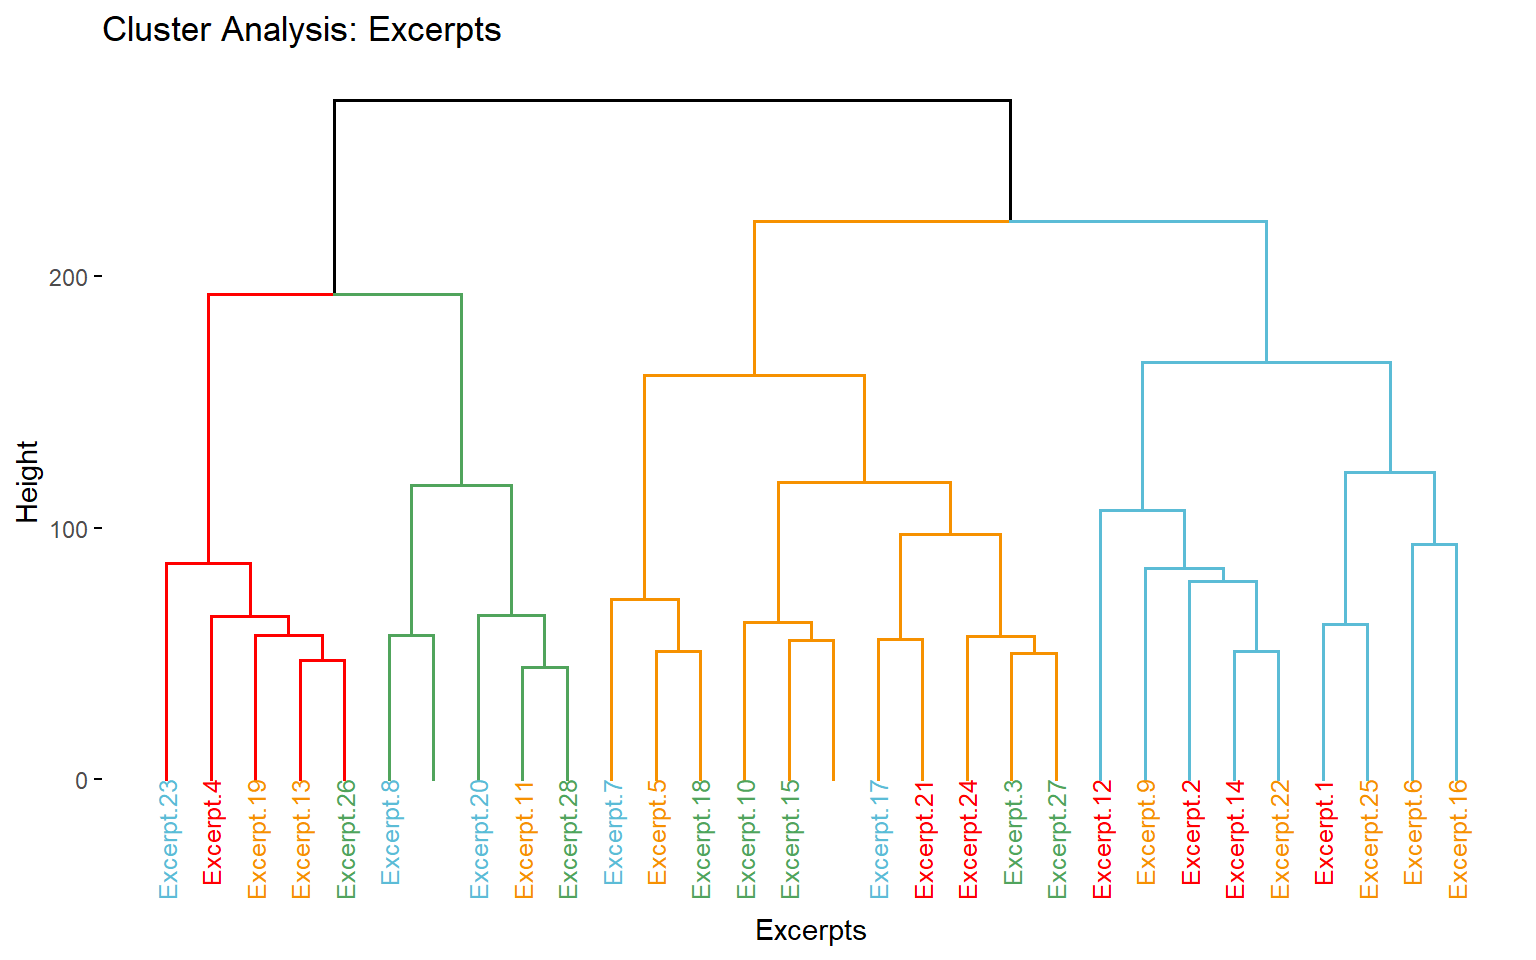 Cluster Analysis: Excerpts
Height
200
100
0
Excerpt.23
Excerpt.4
Excerpt.19
Excerpt.13
Excerpt.26
Excerpt.8
Excerpt.20
Excerpt.11
Excerpt.28
Excerpt.7
Excerpt.5
Excerpt.18
Excerpt.10
Excerpt.15
Excerpt.17
Excerpt.21
Excerpt.24
Excerpt.3
Excerpt.27
Excerpt.12
Excerpt.9
Excerpt.2
Excerpt.14
Excerpt.22
Excerpt.1
Excerpt.25
Excerpt.6
Excerpt.16
Excerpts